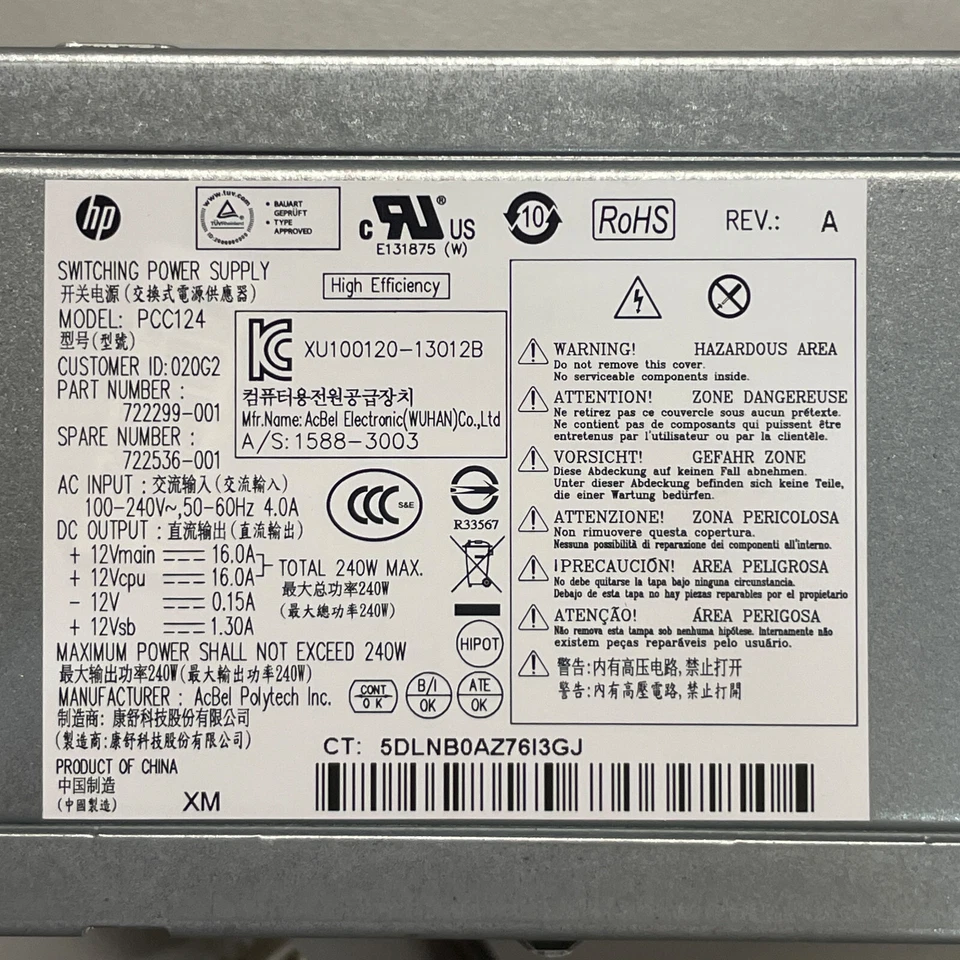 hp
www.tuv.com
TÜVRheinland
• BAUART
GEPRÜFT
• TYPE
APPROVED
c RU US ®
E131875 (W)
10
RoHS
REV.: A
SWITCHING POWER SUPPLY
开关电源(交換式電源供應器)
High Efficiency
MODEL: PCC124
型号(型號)
CUSTOMER ID:020G2
PART NUMBER :
722299-001
SPARE NUMBER :
722536-001
XU100120-13012B
컴퓨터용전원공급장치
Mfr.Name:AcBel Electronic(WUHAN)Co.,Ltd
A/S:1588-3003
AC INPUT : 交流输入(交流輸入)
100-240V~,50-60Hz 4.0A
DC OUTPUT : 直流输出(直流輸出)
+ 12Vmain 16.0A
+ 12Vcpu 16.0A
- 12V 0.15A
+ 12Vsb 1.30A
TOTAL 240W MAX.
最大总功率240W
(最大總功率240W)
CCC S&E
R33567
HIPOT
MAXIMUM POWER SHALL NOT EXCEED 240W
最大输出功率240W(最大輸出功率240W)
MANUFACTURER : AcBel Polytech Inc.
制造商: 康舒科技股份有限公司
(製造商:康舒科技股份有限公司)
CONT
OK
B/I
OK
ATE
OK
PRODUCT OF CHINA
中国制造
(中國製造)
XM
WARNING! HAZARDOUS AREA
Do not remove this cover.
No serviceable components inside.
ATTENTION! ZONE DANGEREUSE
Ne retirez pas ce couvercle sous aucun prétexte.
Ne contient pas de composants qui puissent être
entretenus par l'utilisateur ou par la clientèle.
VORSICHT! GEFAHR ZONE
Diese Abdeckung auf keinen Fall abnehmen.
Unter dieser Abdeckung befinden sich keine Teile,
die einer Wartung bedürfen.
ATTENZIONE! ZONA PERICOLOSA
Non rimuovere questa copertura.
Nessuna possibilità di reparazione dei componenti all'interno.
¡PRECAUCIÓN! AREA PELIGROSA
No debe quitarse la tapa bajo ninguna circunstancia.
Debajo de esta tapa no hay piezas reparables por el propietario
ATENÇÃO! ÁREA PERIGOSA
Não remova esta tampa sob nenhuma hipótese. Internamente não
existem peças reparáveis pelo usuário.
警告:内有高压电路,禁止打开
警告:內有高壓電路,禁止打開
CT: 5DLNB0AZ76I3GJ